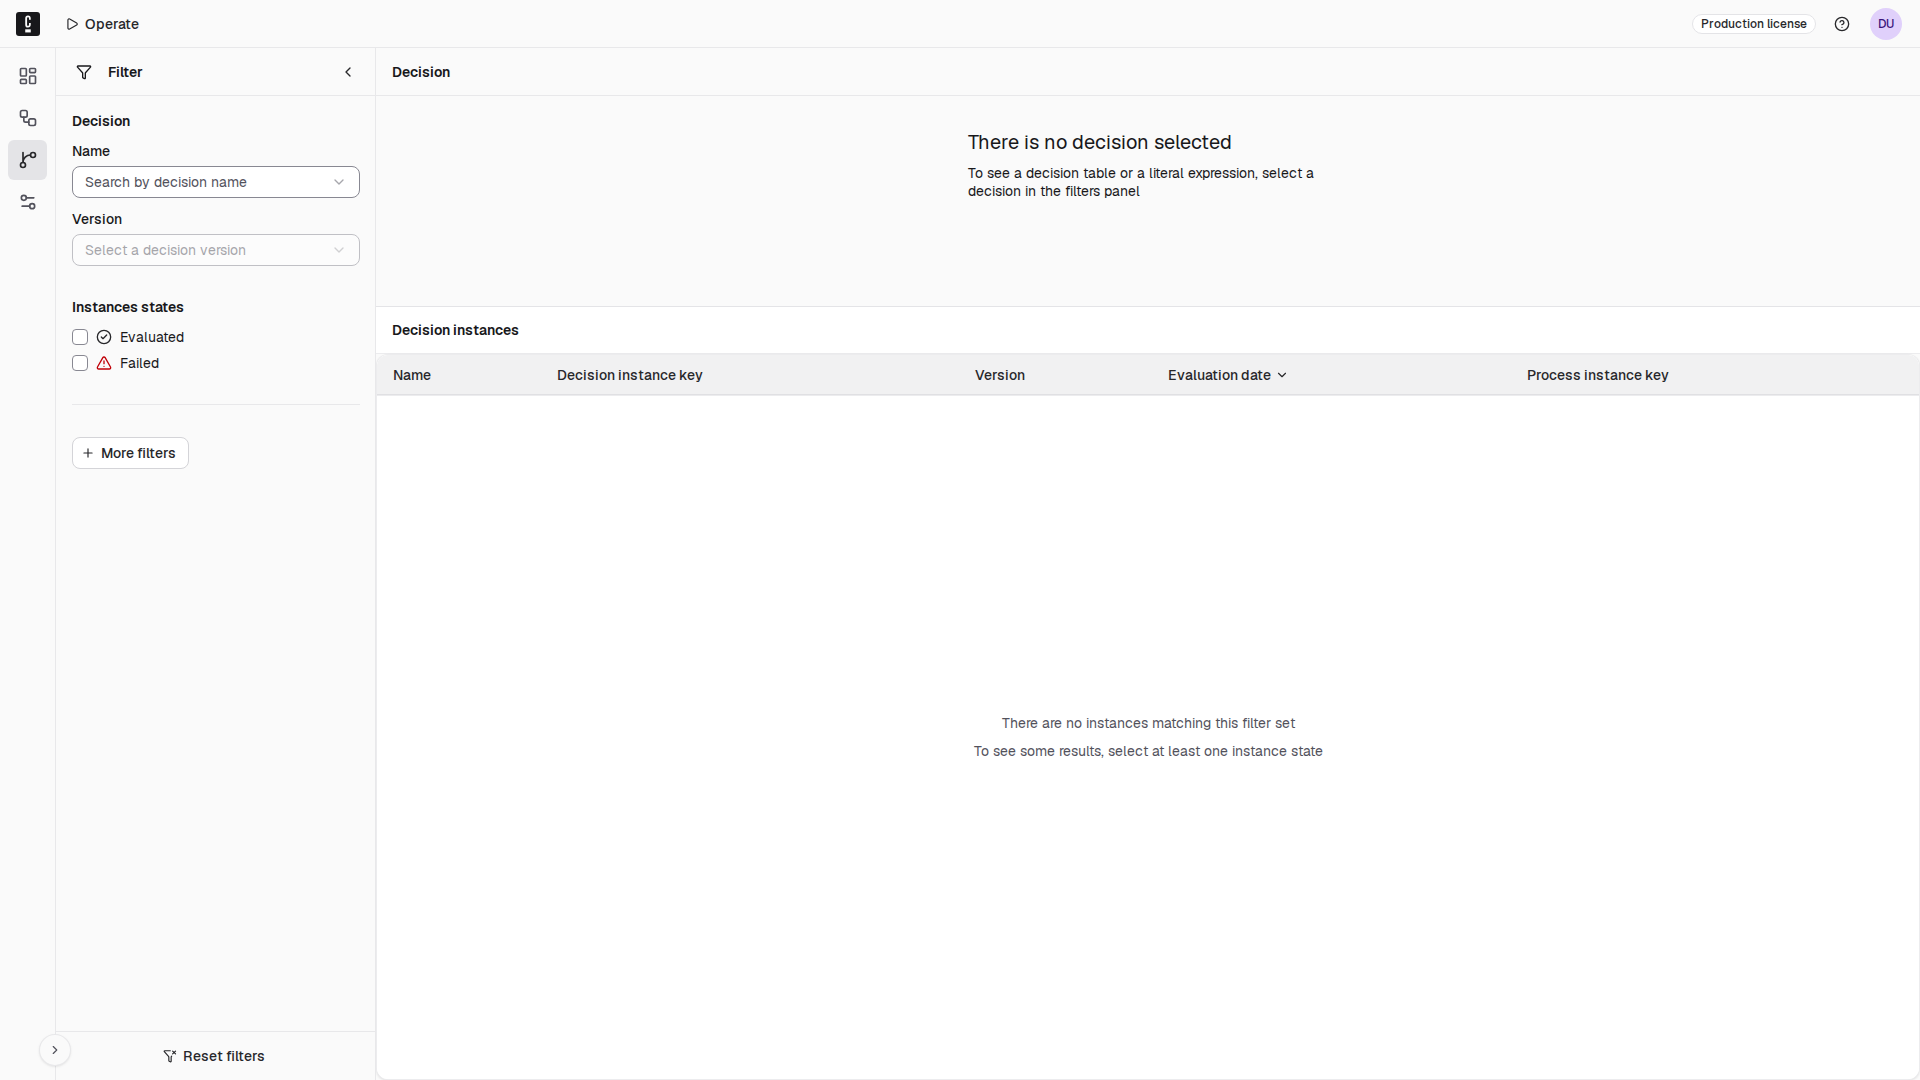 Operate
Production license
DU
Filter
Decision
Decision
Name
Search by decision name
Version
Select a decision version
Instances states
Evaluated
Failed
More filters
Reset filters
There is no decision selected
To see a decision table or a literal expression, select a
decision in the filters panel
Decision instances
Name Decision instance key Version Evaluation date Process instance key
There are no instances matching this filter set
To see some results, select at least one instance state